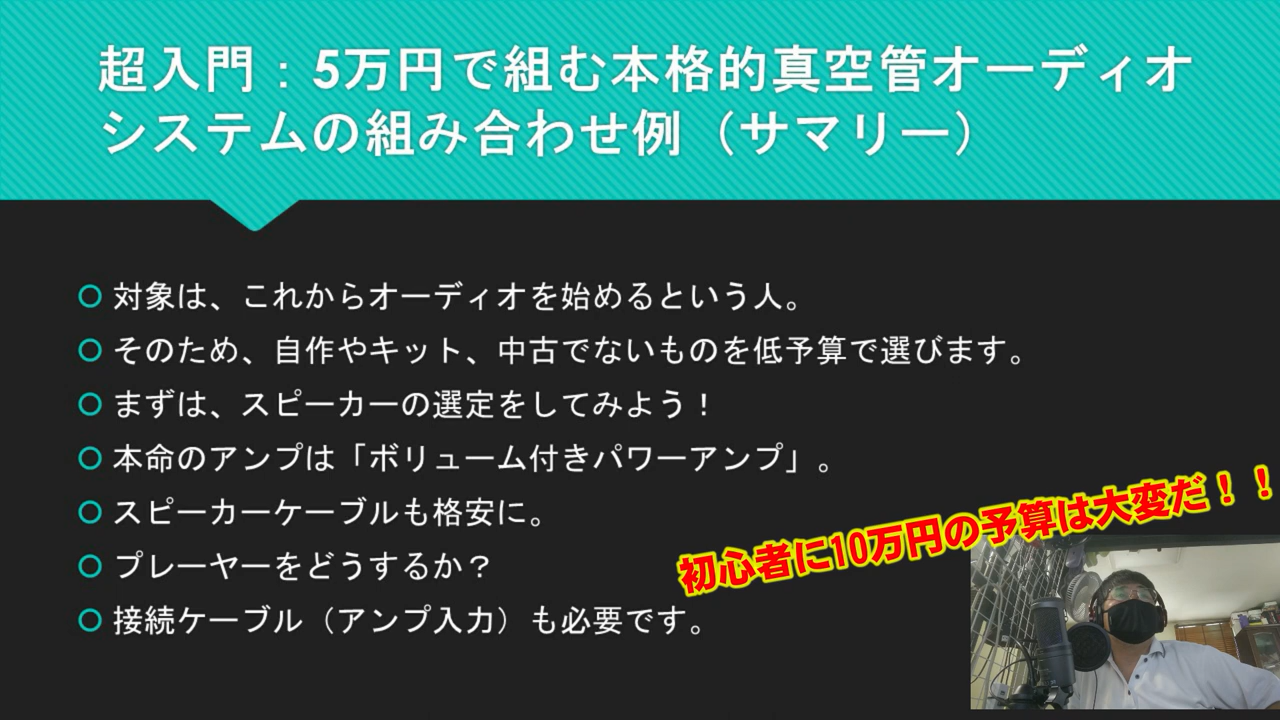 超入門：5万円で組む本格的真空管オーディオ
システムの組み合わせ例（サマリー）
対象は、これからオーディオを始めるという人。
そのため、自作やキット、中古でないものを低予算で選びます。
まずは、スピーカーの選定をしてみよう！
本命のアンプは「ボリューム付きパワーアンプ」。
スピーカーケーブルも格安に。
プレーヤーをどうするか？
接続ケーブル（アンプ入力）も必要です。
初心者に10万円の予算は大変だ！！